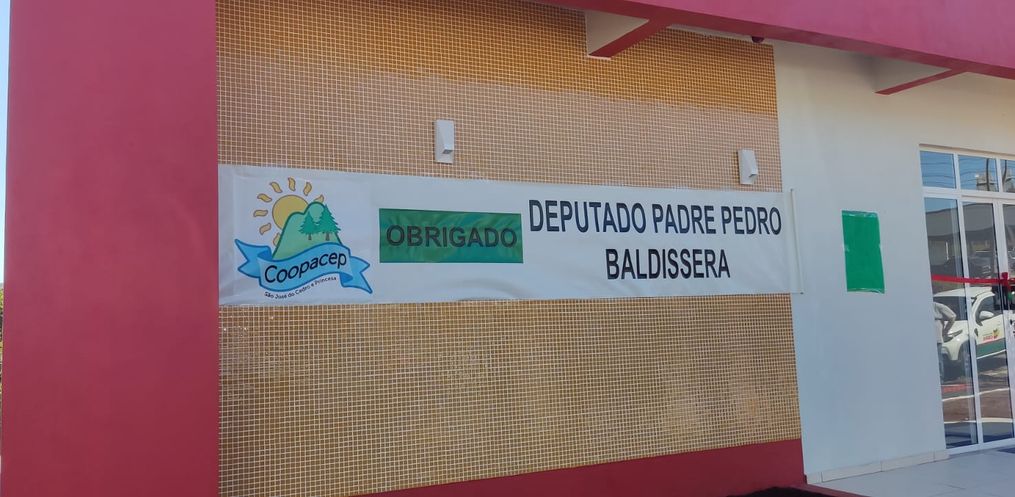 Coopacep
São José do Cedro e Princesa
OBRIGADO
DEPUTADO PADRE PEDRO
BALDISSERA